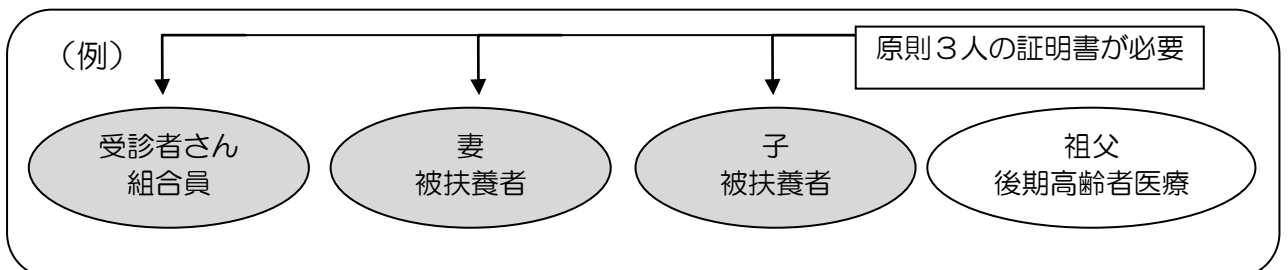 （例）
原則３人の証明書が必要
受診者さん
組合員
妻
被扶養者
子
被扶養者
祖父
後期高齢者医療